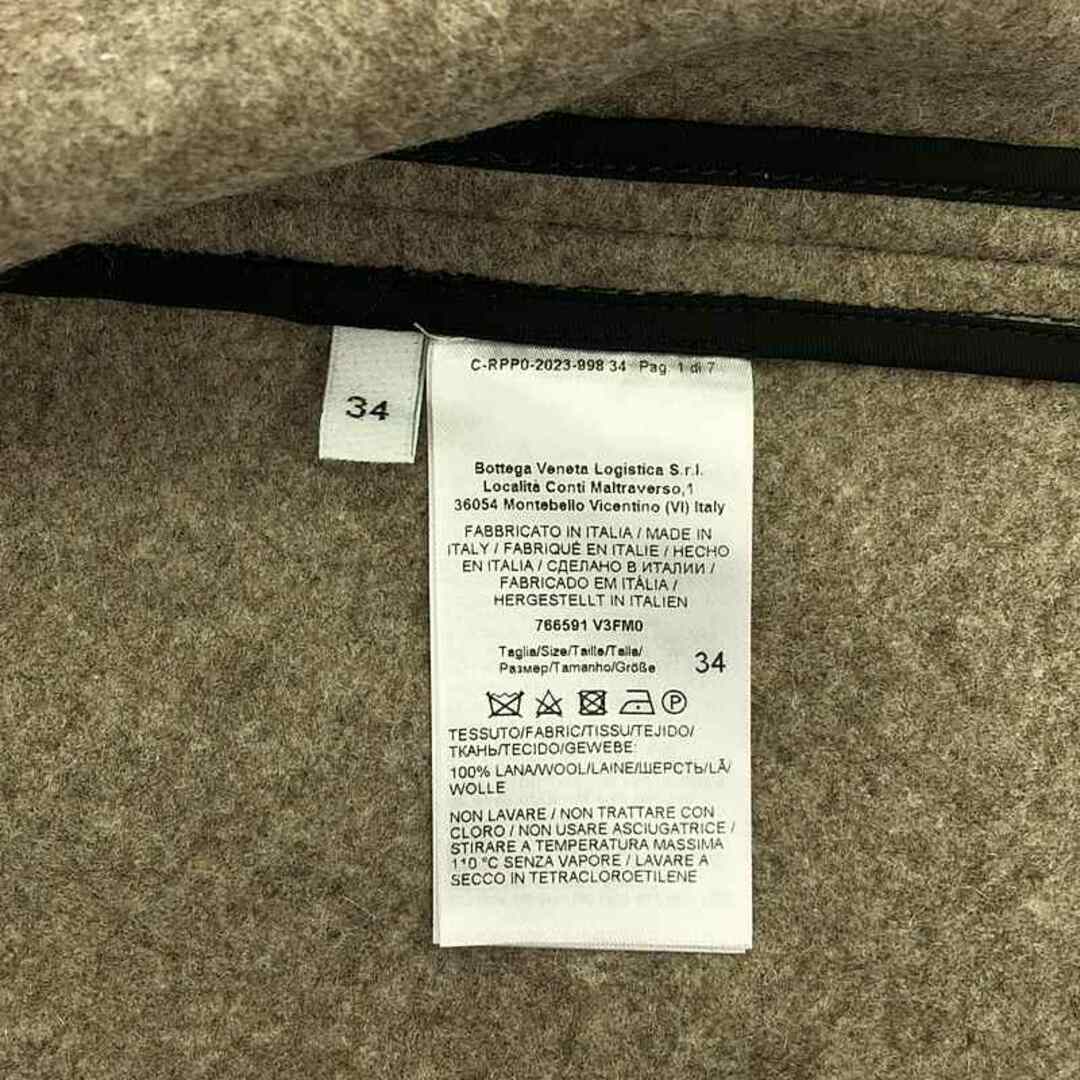 34
C-RPP0-2023-998 34 Pag. 1 di 7
Bottega Veneta Logistica S.r.l.
Località Conti Maltraverso,1
36054 Montebello Vicentino (VI) Italy
FABBRICATO IN ITALIA / MADE IN
ITALY / FABRIQUÉ EN ITALIE / HECHO
EN ITALIA / СДЕЛАНО В ИТАЛИИ /
FABRICADO EM ITÁLIA /
HERGESTELLT IN ITALIEN
766591 V3FM0
Taglia/Size/Taille/Talla/
Размер/Tamanho/Größe 34
P
TESSUTO/FABRIC/TISSU/TEJIDO/
ТКАНЬ/TECIDO/GEWEBE:
100% LANA/WOOL/LAINE/ШЕРСТЬ/LÃ/
WOLLE
NON LAVARE / NON TRATTARE CON
CLORO / NON USARE ASCIUGATRICE /
STIRARE A TEMPERATURA MASSIMA
110 °C SENZA VAPORE / LAVARE A
SECCO IN TETRACLOROETILENE